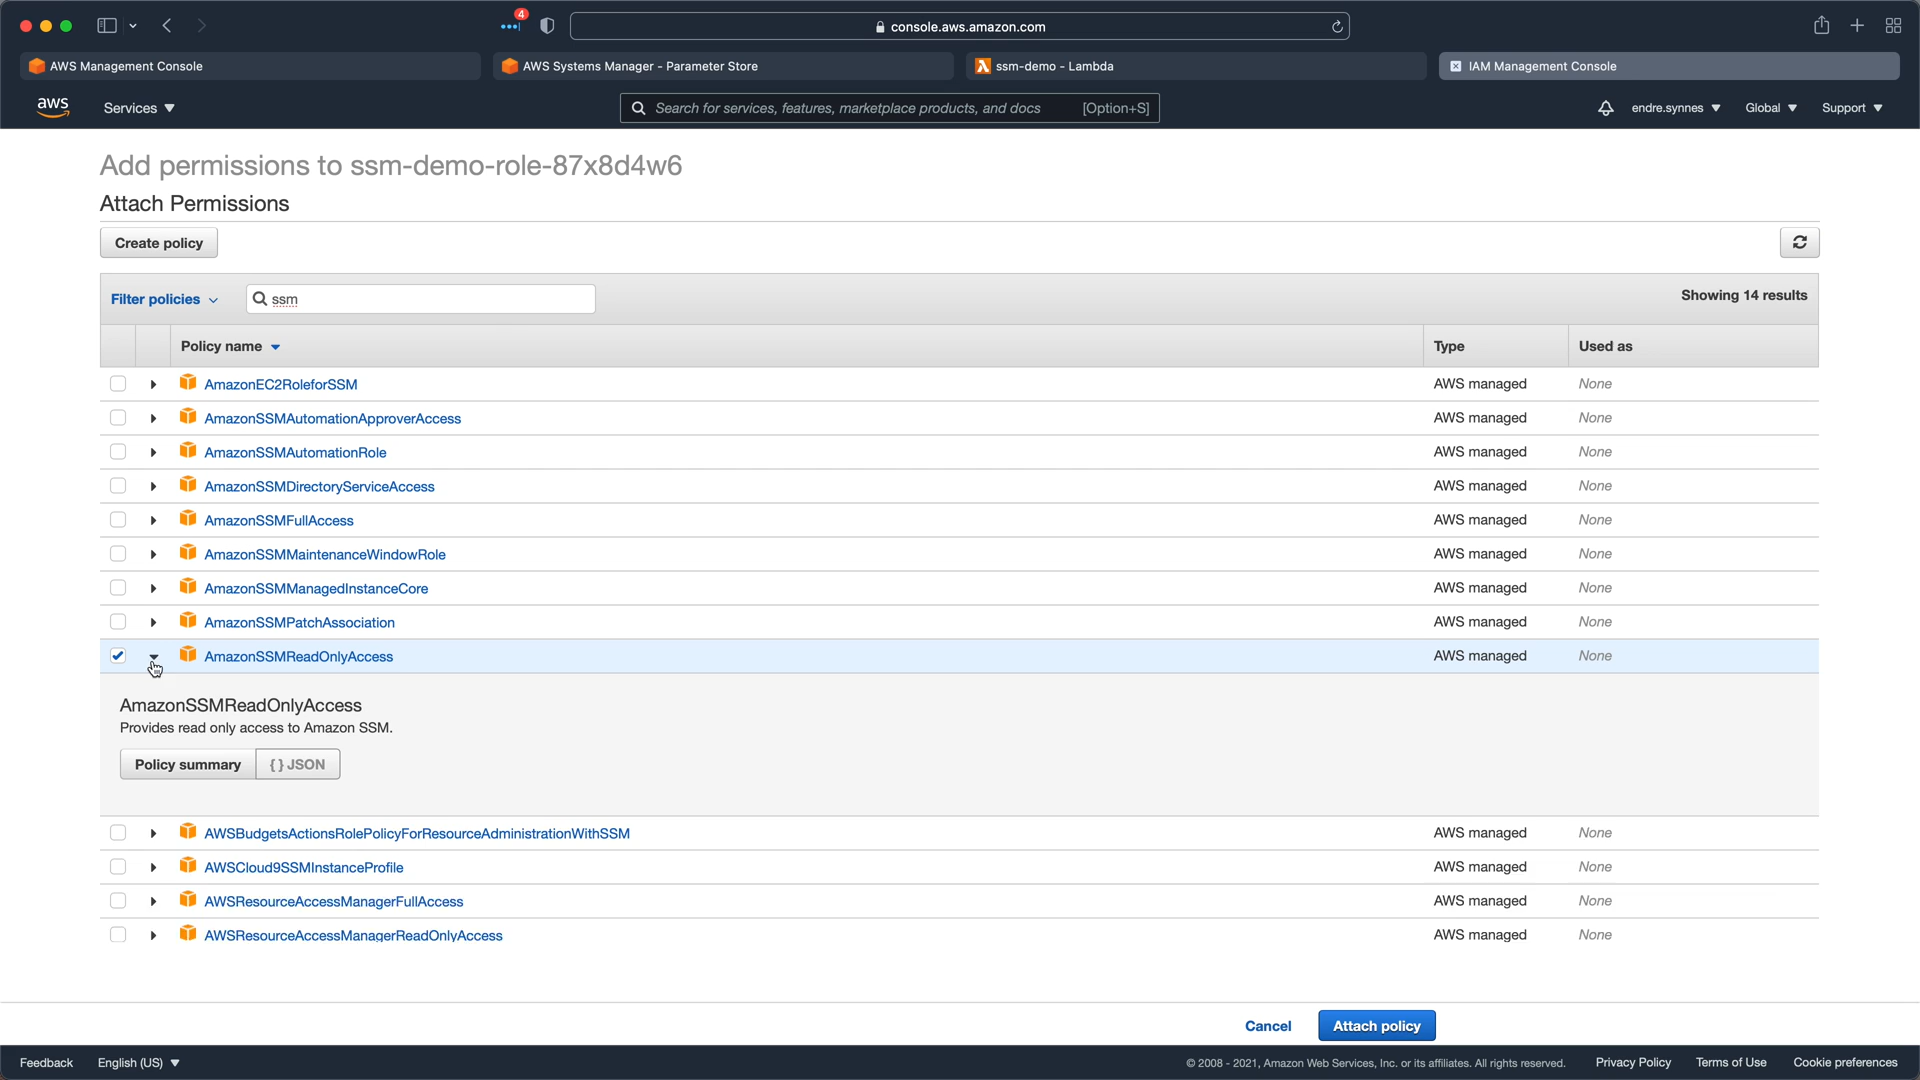 4
console.aws.amazon.com
AWS Management Console
AWS Systems Manager - Parameter Store
ssm-demo - Lambda
IAM Management Console
aws
Services
Search for services, features, marketplace products, and docs
[Option+S]
endre.synnes
Global
Support
Add permissions to ssm-demo-role-87x8d4w6
Attach Permissions
Create policy
Filter policies
ssm
Showing 14 results
Policy name
Type
Used as
AmazonEC2RoleforSSM
AWS managed
None
AmazonSSMAutomationApproverAccess
AWS managed
None
AmazonSSMAutomationRole
AWS managed
None
AmazonSSMDirectoryServiceAccess
AWS managed
None
AmazonSSMFullAccess
AWS managed
None
AmazonSSMMaintenanceWindowRole
AWS managed
None
AmazonSSMManagedInstanceCore
AWS managed
None
AmazonSSMPatchAssociation
AWS managed
None
AmazonSSMReadOnlyAccess
AWS managed
None
AmazonSSMReadOnlyAccess
Provides read only access to Amazon SSM.
Policy summary
{ } JSON
AWSBudgetsActionsRolePolicyForResourceAdministrationWithSSM
AWS managed
None
AWSCloud9SSMInstanceProfile
AWS managed
None
AWSResourceAccessManagerFullAccess
AWS managed
None
AWSResourceAccessManagerReadOnlyAccess
AWS managed
None
Cancel
Attach policy
Feedback
English (US)
© 2008 - 2021, Amazon Web Services, Inc. or its affiliates. All rights reserved.
Privacy Policy
Terms of Use
Cookie preferences